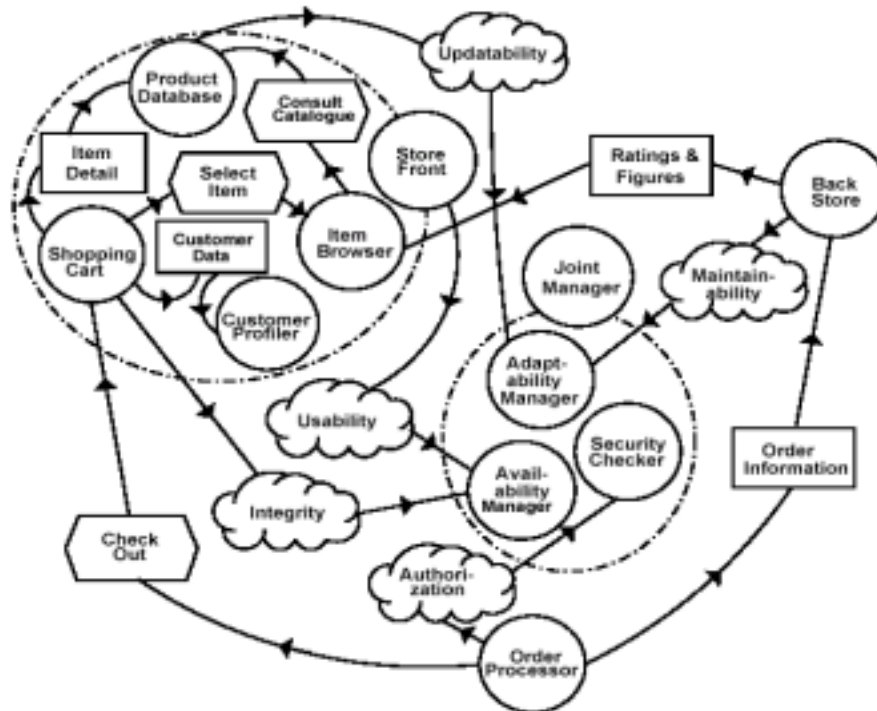 Updatability
Product
Database
Consult
Catalogue
Item
Detail
Select
Item
Store
Front
Ratings &
Figures
Back
Store
Shopping
Cart
Customer
Data
Item
Browser
Joint
Manager
Maintain-
ability
Customer
Profiler
Adapt-
ability
Manager
Usability
Security
Checker
Order
Information
Avail-
ability
Manager
Integrity
Check
Out
Authori-
zation
Order
Processor